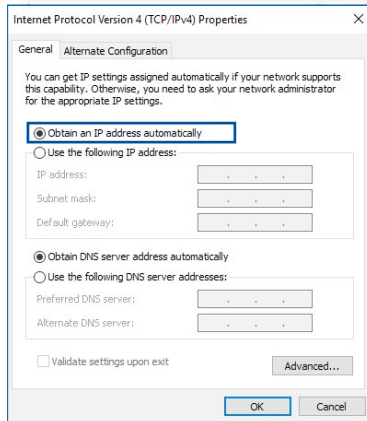 Internet Protocol Version 4 (TCP/IPv4) Properties
General
Alternate Configuration
You can get IP settings assigned automatically if your network supports
this capability. Otherwise, you need to ask your network administrator
for the appropriate IP settings.
Obtain an IP address automatically
Use the following IP address:
IP address:
Subnet mask:
Default gateway:
Obtain DNS server address automatically
Use the following DNS server addresses:
Preferred DNS server:
Alternate DNS server:
Validate settings upon exit
Advanced...
OK
Cancel